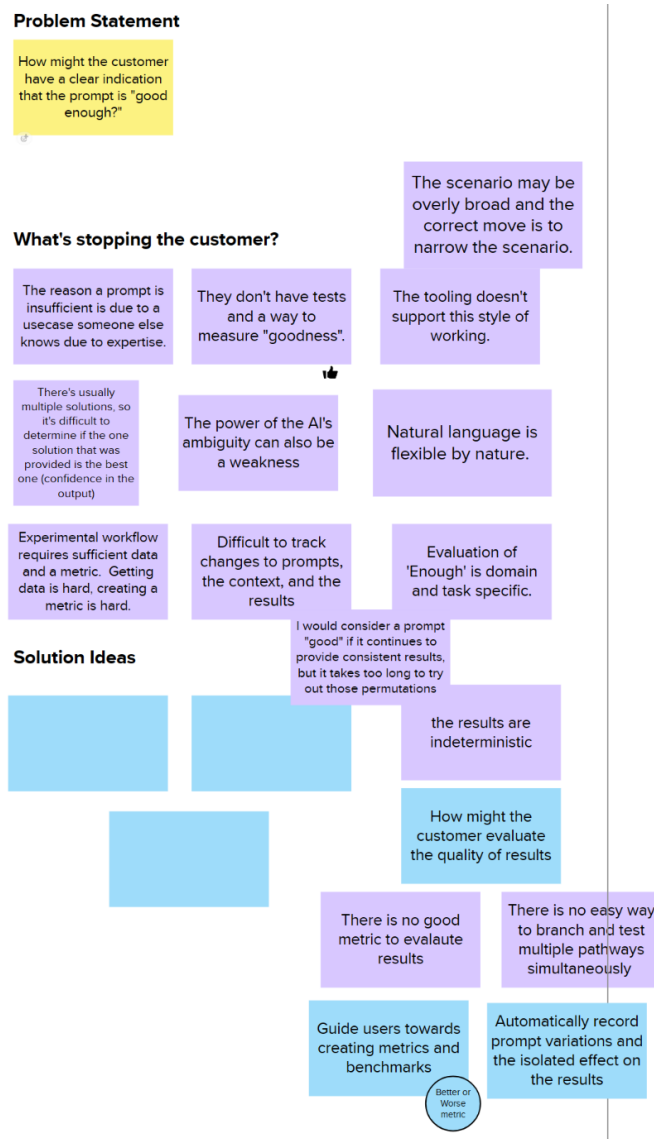 Problem Statement
How might the customer
have a clear indication
that the prompt is "good
enough?"
The scenario may be
overly broad and the
correct move is to
narrow the scenario.
What's stopping the customer?
The reason a prompt is
insufficient is due to a
usecase someone else
knows due to expertise.
They don't have tests
and a way to
measure "goodness".
The tooling doesn't
support this style of
working.
There's usually
multiple solutions, so
it's difficult to
determine if the one
solution that was
provided is the best
one (confidence in the
output)
The power of the AI's
ambiguity can also be
a weakness
Natural language is
flexible by nature.
Experimental workflow
requires sufficient data
and a metric. Getting
data is hard, creating a
metric is hard.
Difficult to track
changes to prompts,
the context, and the
results
Evaluation of
'Enough' is domain
and task specific.
I would consider a prompt
"good" if it continues to
provide consistent results,
but it takes too long to try
out those permutations
Solution Ideas
the results are
indeterministic
How might the
customer evaluate
the quality of results
There is no good
metric to evalaute
results
There is no easy way
to branch and test
multiple pathways
simultaneously
Guide users towards
creating metrics and
benchmarks
Better or
Worse
metric
Automatically record
prompt variations and
the isolated effect on
the results